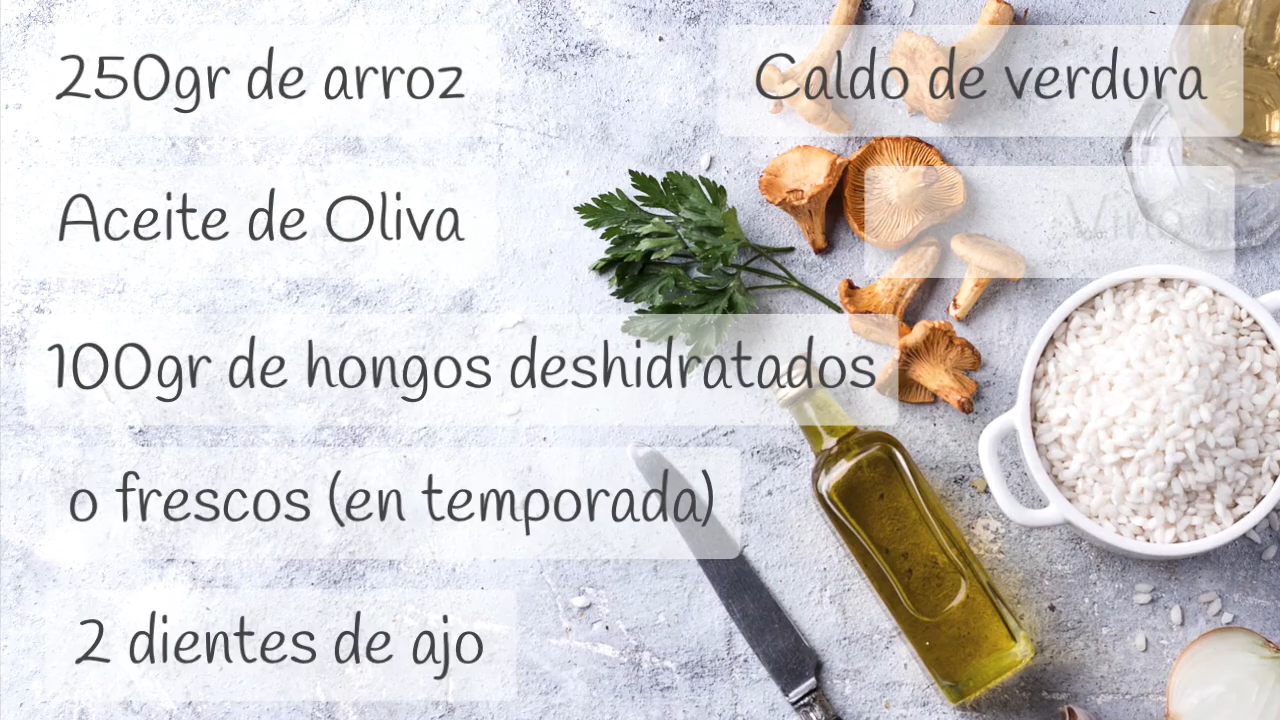 250gr de arroz
Aceite de Oliva
100gr de hongos deshidratados
o frescos (en temporada)
2 dientes de ajo
Caldo de verdura
Vino